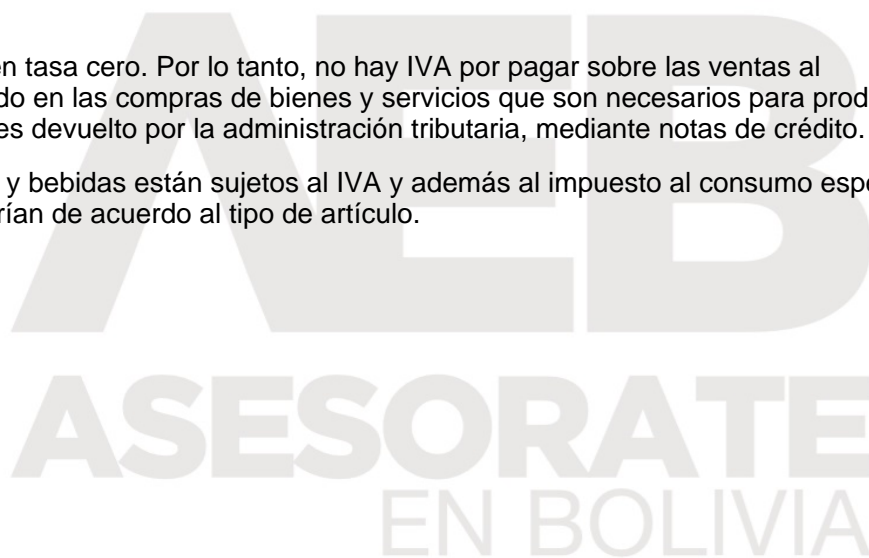 en tasa cero. Por lo tanto, no hay IVA por pagar sobre las ventas al
do en las compras de bienes y servicios que son necesarios para prod
es devuelto por la administración tributaria, mediante notas de crédito.
y bebidas están sujetos al IVA y además al impuesto al consumo espe
rían de acuerdo al tipo de artículo.
AEB
ASESORATE
EN BOLIVIA